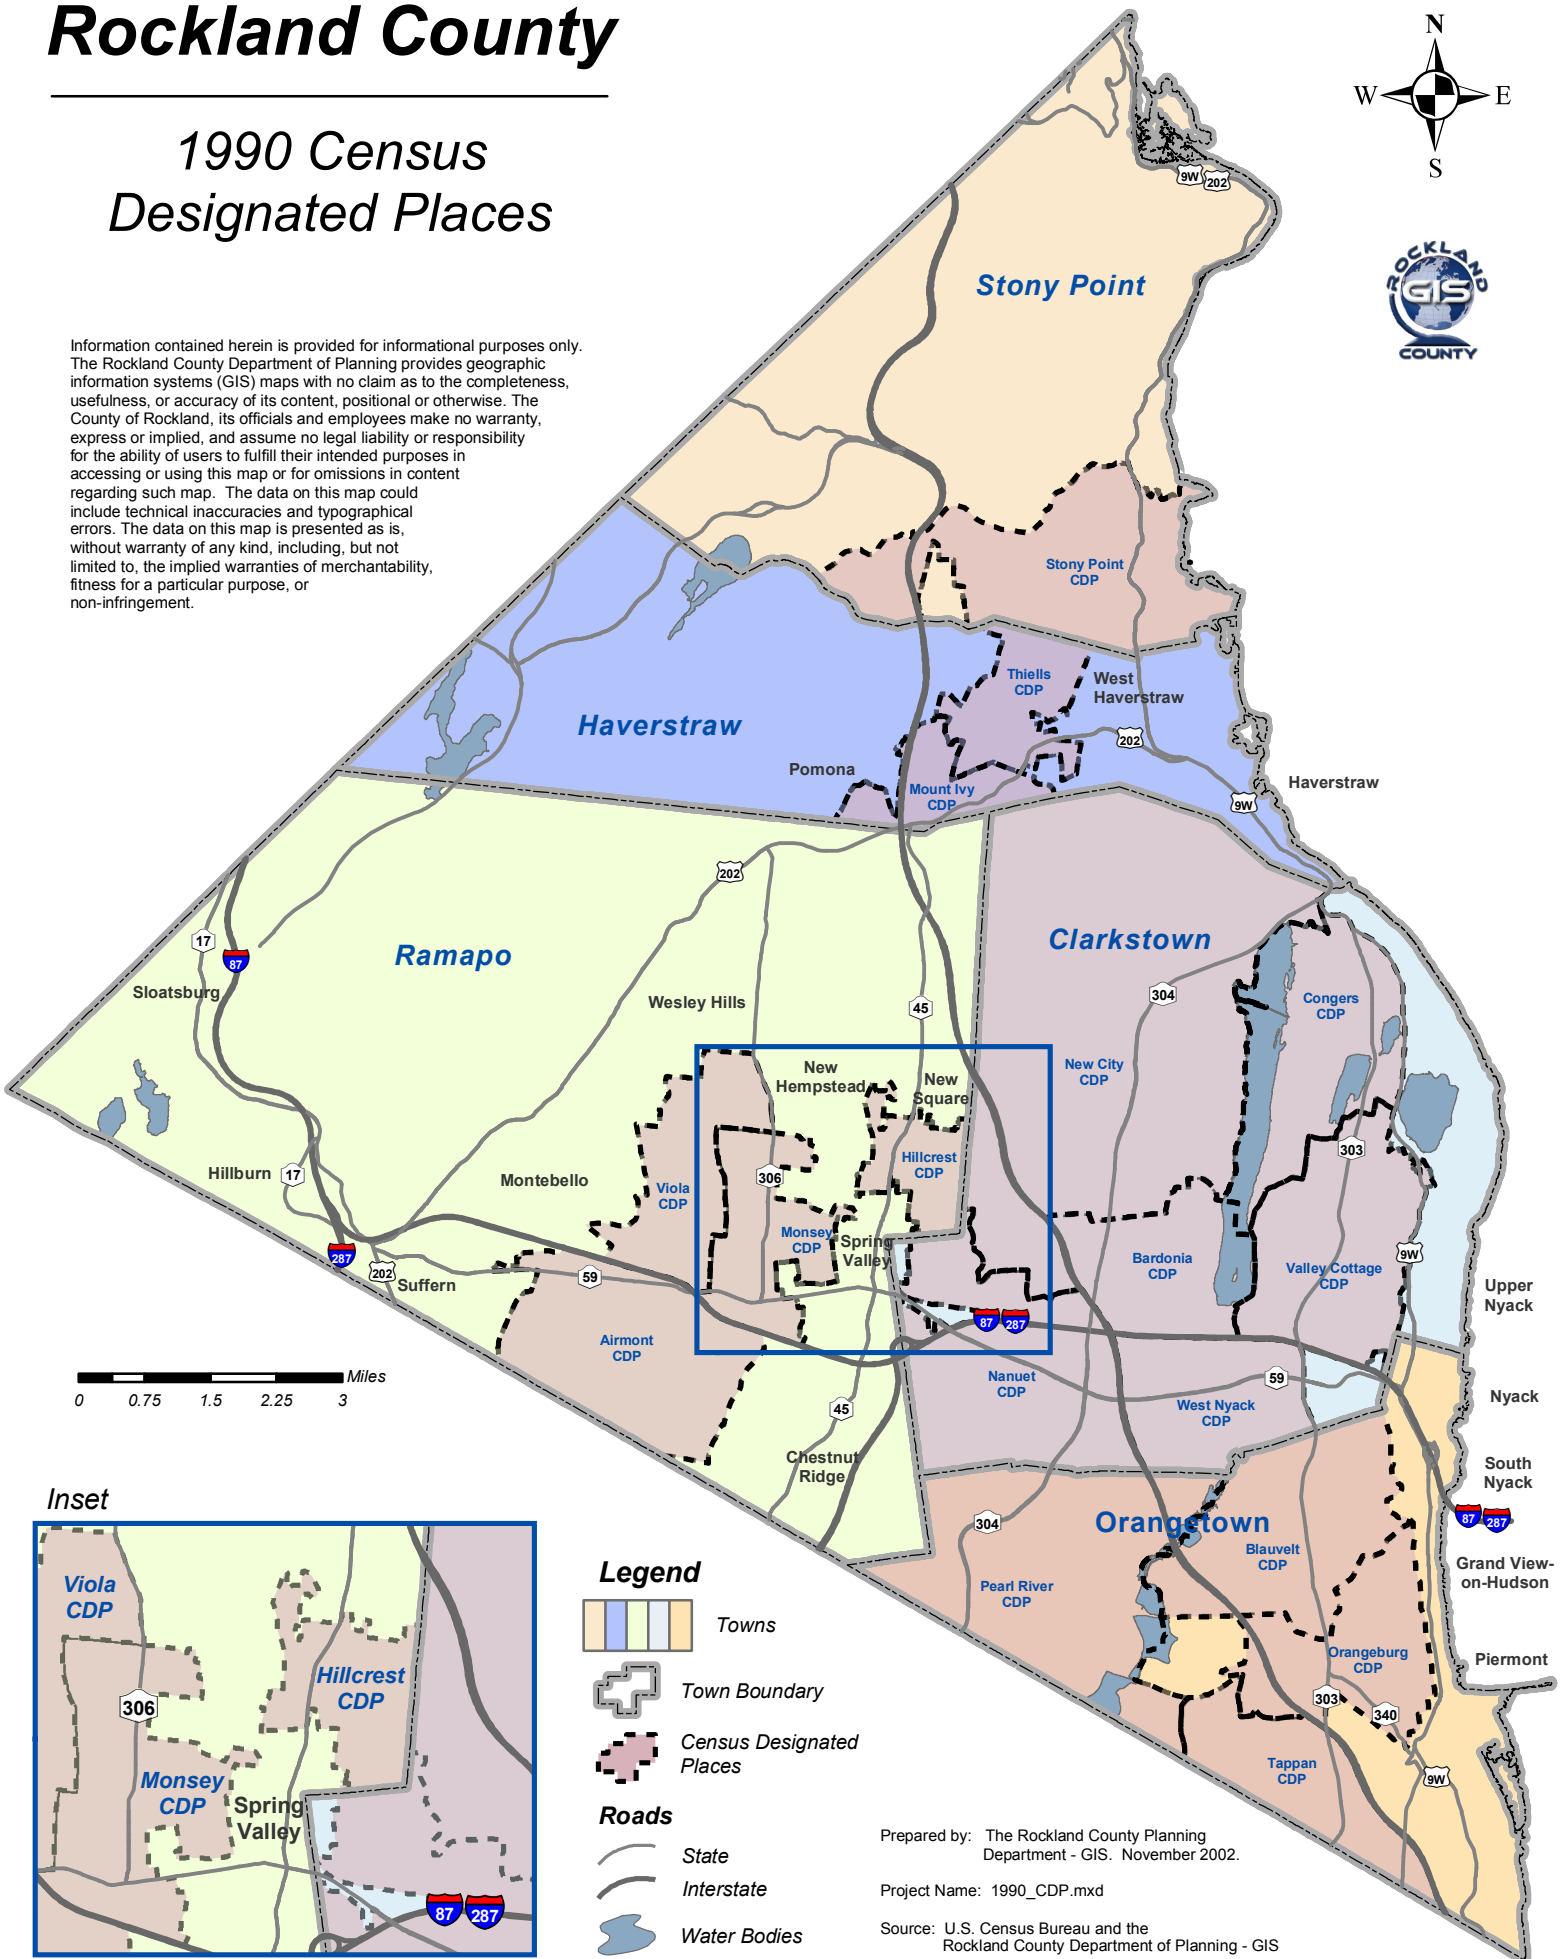 Rockland County
1990 Census
Designated Places
Information contained herein is provided for informational purposes only.
The Rockland County Department of Planning provides geographic
information systems (GIS) maps with no claim as to the completeness,
usefulness, or accuracy of its content, positional or otherwise. The
County of Rockland, its officials and employees make no warranty,
express or implied, and assume no legal liability or responsibility
for the ability of users to fulfill their intended purposes in
accessing or using this map or for omissions in content
regarding such map. The data on this map could
include technical inaccuracies and typographical
errors. The data on this map is presented as is,
without warranty of any kind, including, but not
limited to, the implied warranties of merchantability,
fitness for a particular purpose, or
non-infringement.
N
W
E
S
ROCKLAND
GIS
COUNTY
9W
202
Stony Point
Stony Point
CDP
Thiells
CDP
West
Haverstraw
Haverstraw
202
Pomona
Mount Ivy
CDP
Haverstraw
9W
202
17
87
Ramapo
Clarkstown
Sloatsburg
Wesley Hills
45
304
Congers
CDP
New City
CDP
New
Hempstead
New
Square
303
Hillburn
17
Montebello
Viola
CDP
306
Hillcrest
CDP
Monsey
CDP
Spring
Valley
Bardonia
CDP
Valley Cottage
CDP
9W
287
202
Suffern
59
Upper
Nyack
87
287
Airmont
CDP
Nanuet
CDP
59
West Nyack
CDP
Nyack
0
0.75
1.5
2.25
3
Miles
45
Chestnut
Ridge
South
Nyack
87
287
304
Orangetown
Blauvelt
CDP
Grand View-
on-Hudson
Pearl River
CDP
Orangeburg
CDP
Piermont
303
340
Tappan
CDP
9W
Inset
Viola
CDP
Hillcrest
CDP
306
Monsey
CDP
Spring
Valley
87
287
Legend
Towns
Town Boundary
Census Designated
Places
Roads
State
Interstate
Water Bodies
Prepared by: The Rockland County Planning
Department - GIS. November 2002.
Project Name: 1990_CDP.mxd
Source: U.S. Census Bureau and the
Rockland County Department of Planning - GIS